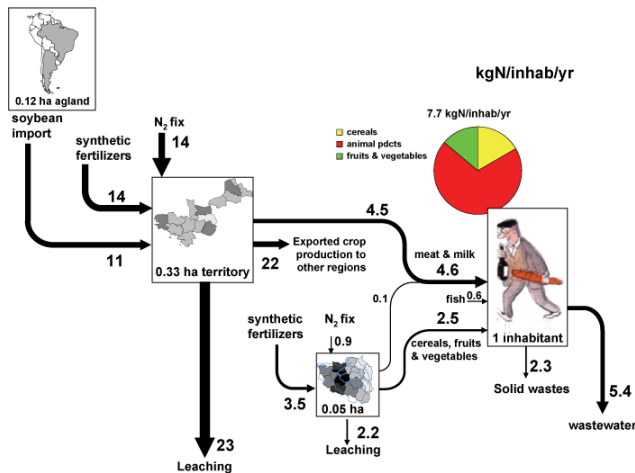 kgN/inhab/yr
0.12 ha agland
soybean
import
synthetic
fertilizers
N2 fix
14
14
11
0.33 ha territory
7.7 kgN/inhab/yr
cereals
animal pdcts
fruits & vegetables
4.5
22
Exported crop
production to
other regions
meat & milk
4.6
0.1
fish
0.6
2.5
cereals, fruits
& vegetables
1 inhabitant
synthetic
fertilizers
N2 fix
0.9
3.5
0.05 ha
2.2
Leaching
23
Leaching
2.3
Solid wastes
5.4
wastewater